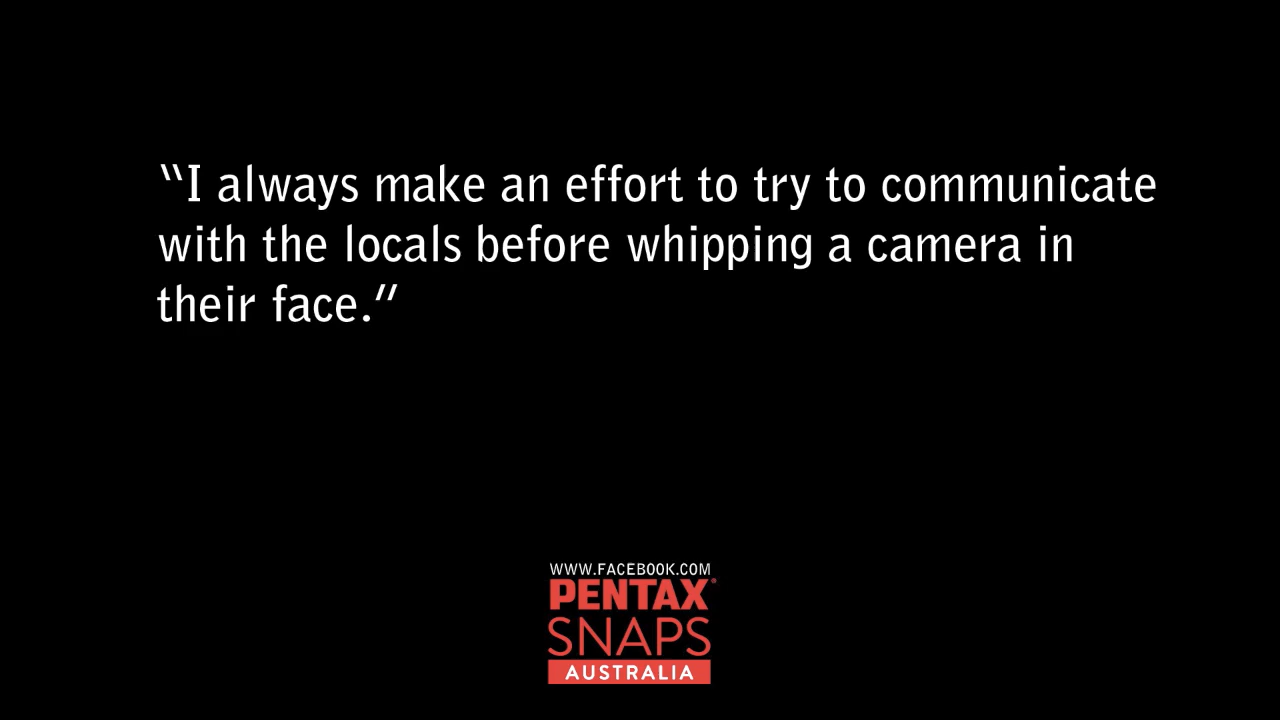 “I always make an effort to try to communicate
with the locals before whipping a camera in
their face.”
WWW.FACEBOOK.COM
PENTAX®
SNAPS
AUSTRALIA